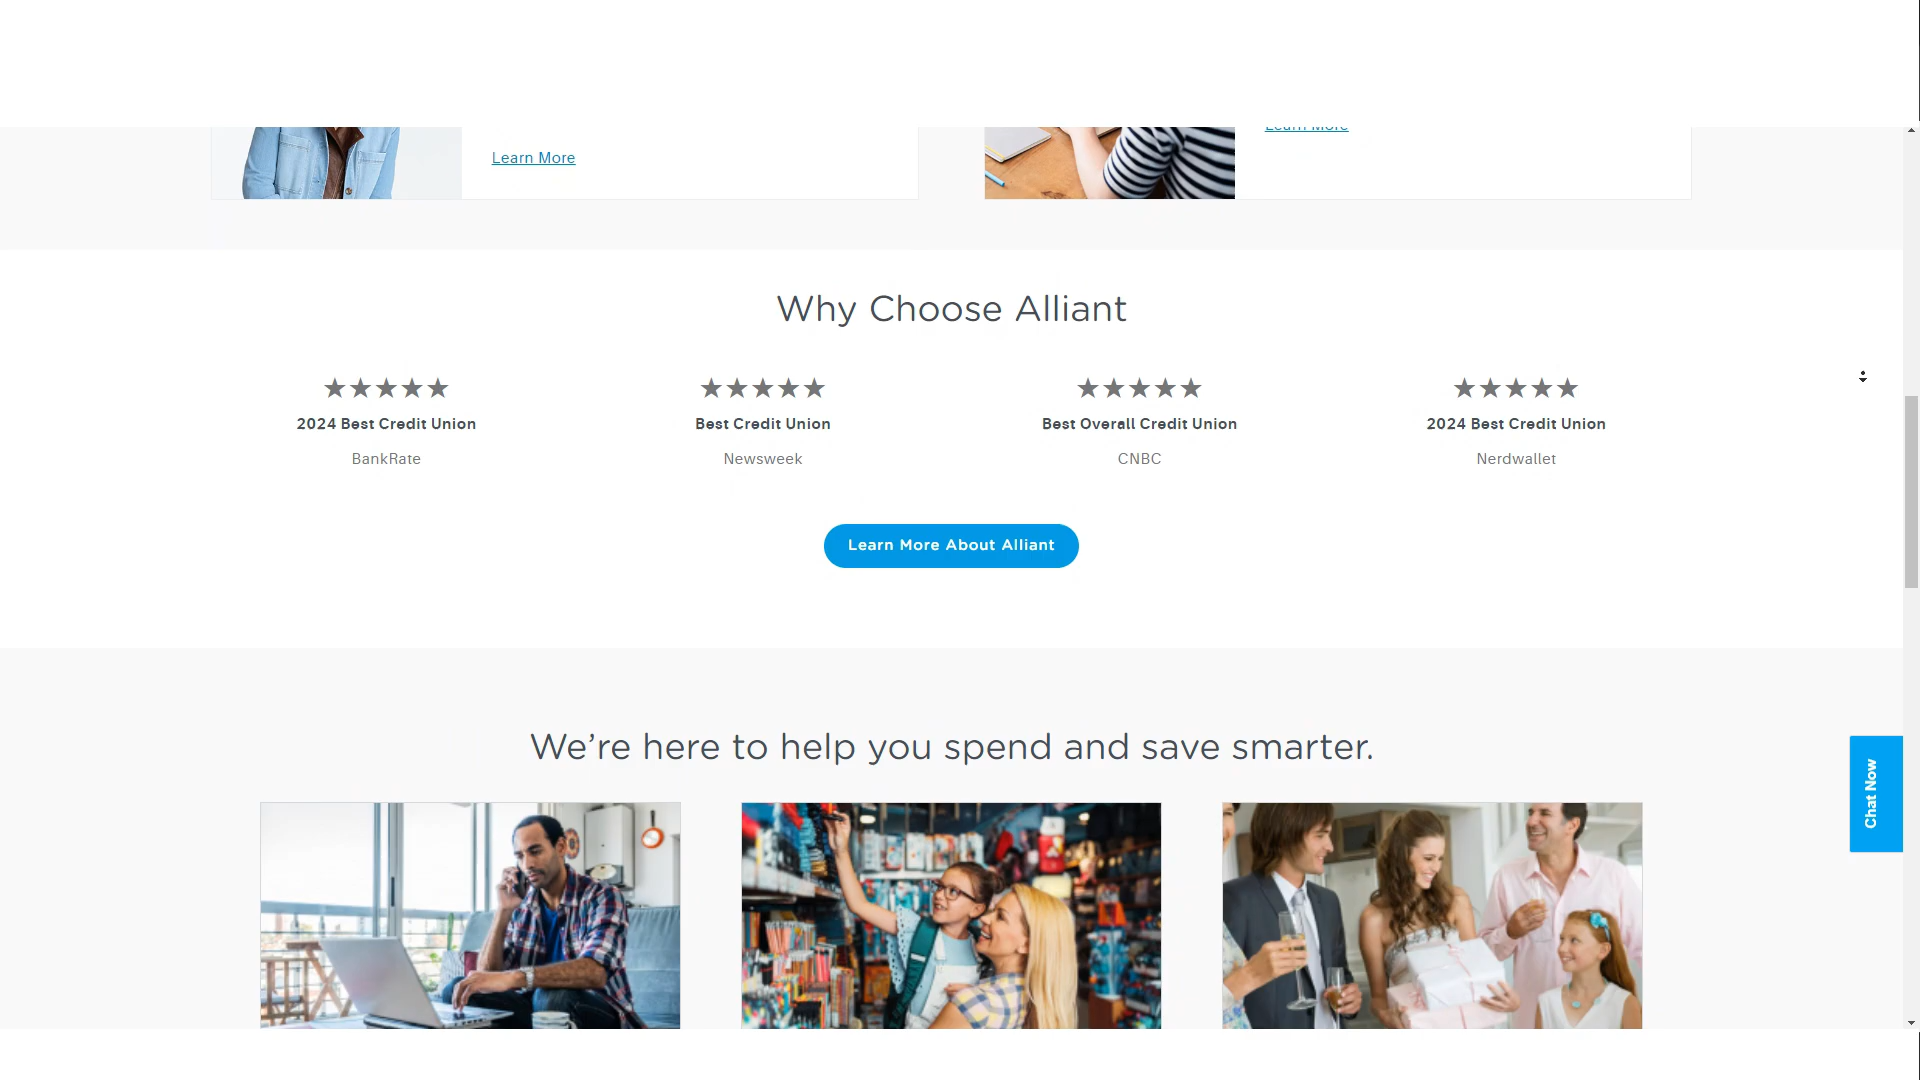 Learn More
Learn More
Why Choose Alliant
★★★★★
★★★★★
★★★★★
★★★★★
2024 Best Credit Union
Best Credit Union
Best Overall Credit Union
2024 Best Credit Union
BankRate
Newsweek
CNBC
Nerdwallet
Learn More About Alliant
We’re here to help you spend and save smarter.
Chat Now